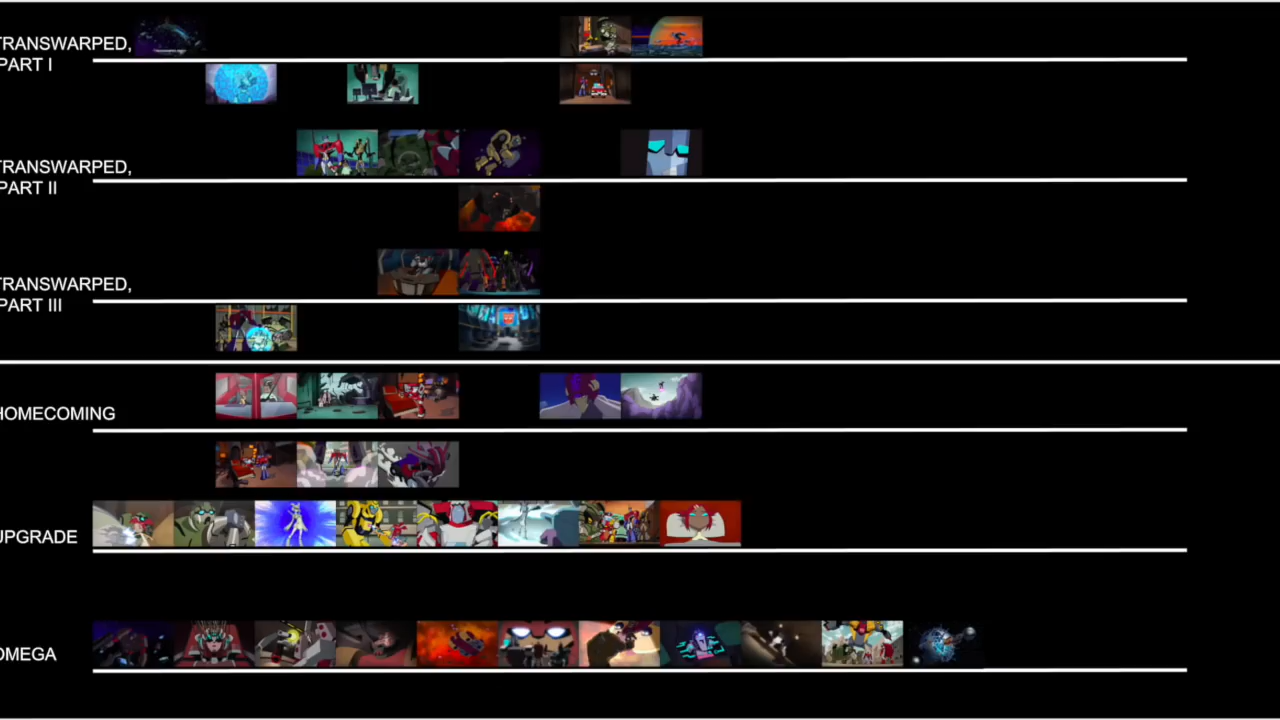 TRANSWARPED,
PART I
TRANSWARPED,
PART II
TRANSWARPED,
PART III
HOMECOMING
UPGRADE
OMEGA